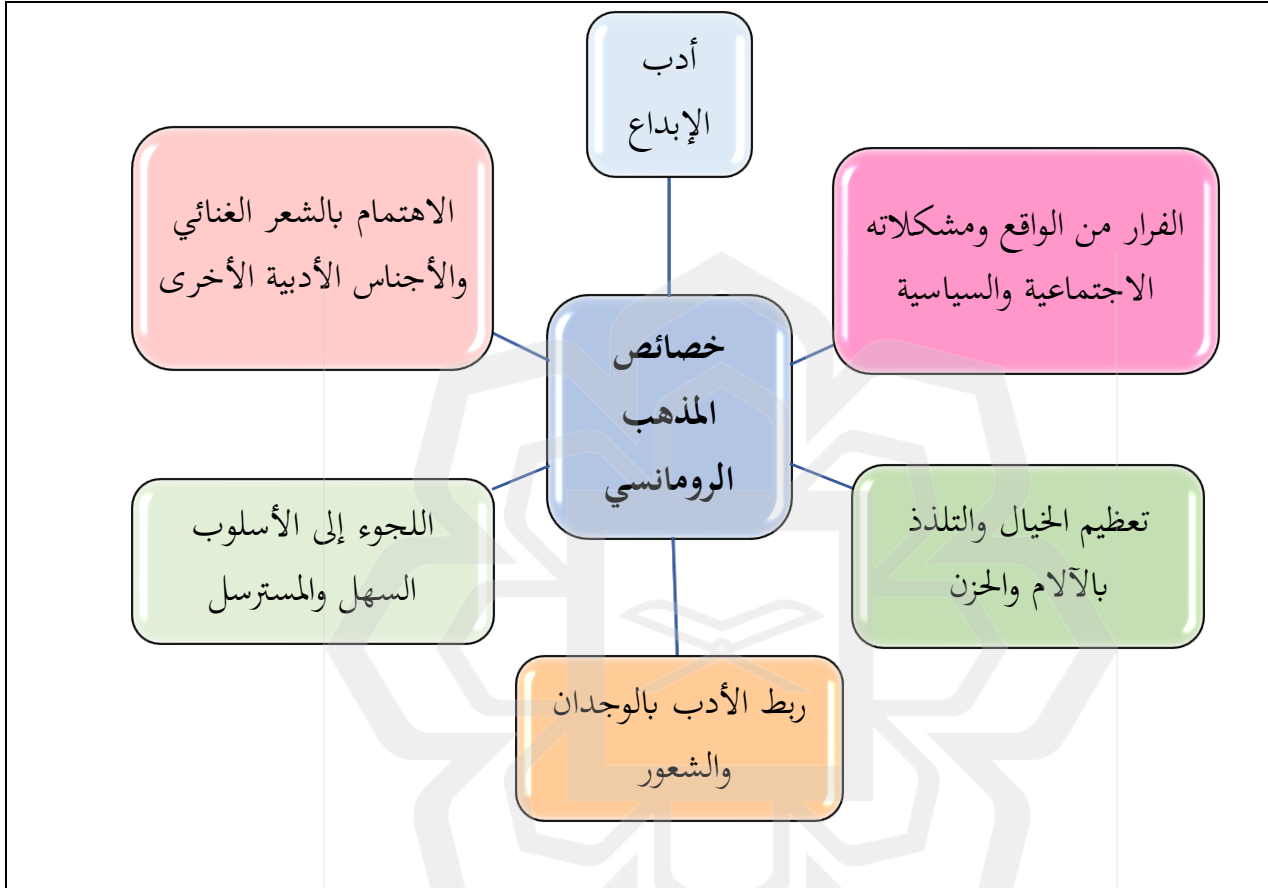 أدب
الإبداع
الفرار من الواقع ومشكلاته
الاجتماعية والسياسية
الاهتمام بالشعر الغنائي
والأجناس الأدبية الأخرى
خصائص
المذهب
الرومانسي
تعظيم الخيال والتلذذ
بالآلام والحزن
اللجوء إلى الأسلوب
السهل والمسترسل
ربط الأدب بالوجدان
والشعور